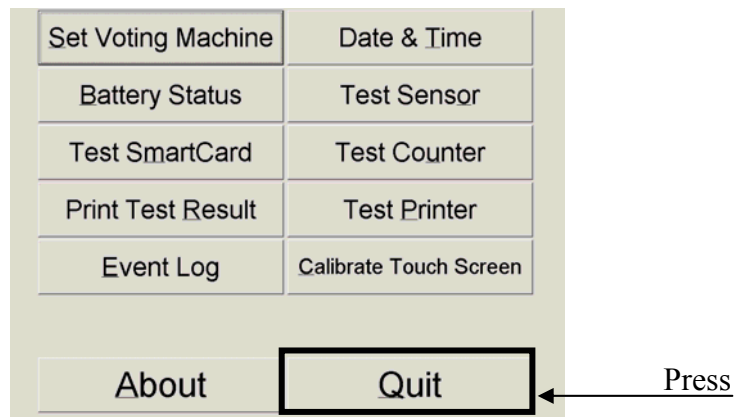 Set Voting Machine
Date & Time
Battery Status
Test Sensor
Test SmartCard
Test Counter
Print Test Result
Test Printer
Event Log
Calibrate Touch Screen
About
Quit
Press